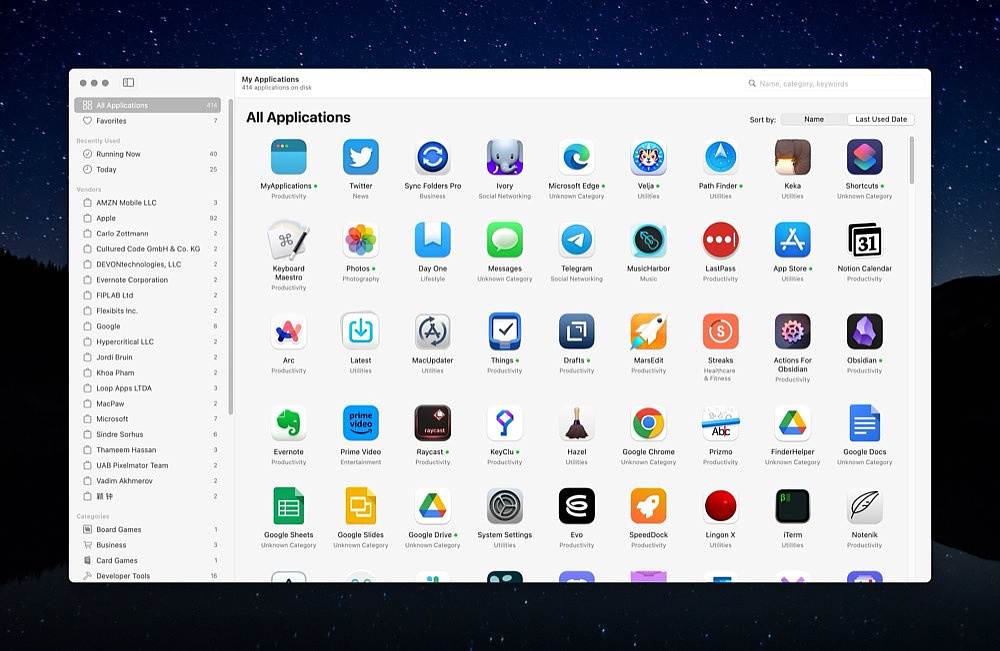 My Applications
414 applications on disk
Name, category, keywords
All Applications 414
Favorites 7
Recently Used
Running Now 40
Today 25
Vendors
AMZN Mobile LLC 3
Apple 92
Carlo Zottmann 2
Cultured Code GmbH & Co. KG 2
DEVONtechnologies, LLC 2
Evernote Corporation 2
FIPLAB Ltd 2
Flexibits Inc. 2
Google 8
Hypercritical LLC 2
Jordi Bruin 2
Khoa Pham 2
Loop Apps LTDA 3
MacPaw 2
Microsoft 7
Sindre Sorhus 6
Thameem Hassan 3
UAB Pixelmator Team 2
Vadim Akhmerov 2
颖 钟 2
Categories
Board Games 1
Business 3
Card Games 1
Developer Tools 16
All Applications
Sort by: Name Last Used Date
MyApplications Twitter Sync Folders Pro Ivory Microsoft Edge Velja Path Finder Keka Shortcuts
Productivity News Business Social Networking Unknown Category Utilities Utilities Utilities Unknown Category
31
Keyboard Maestro Photos Day One Messages Telegram MusicHarbor LastPass App Store Notion Calendar
Productivity Photography Lifestyle Unknown Category Social Networking Music Productivity Utilities Productivity
S
Arc Latest MacUpdater Things Drafts MarsEdit Streaks Actions For Obsidian Obsidian
Productivity Utilities Utilities Productivity Productivity Productivity Healthcare & Fitness Productivity Productivity
prime video
raycast
Abc
Evernote Prime Video Raycast KeyClu Hazel Google Chrome Prizmo FinderHelper Google Docs
Productivity Entertainment Productivity Productivity Utilities Unknown Category Productivity Unknown Category Unknown Category
Google Sheets Google Slides Google Drive System Settings Evo SpeedDock Lingon X iTerm Notenik
Unknown Category Unknown Category Unknown Category Utilities Productivity Productivity Utilities Utilities Productivity